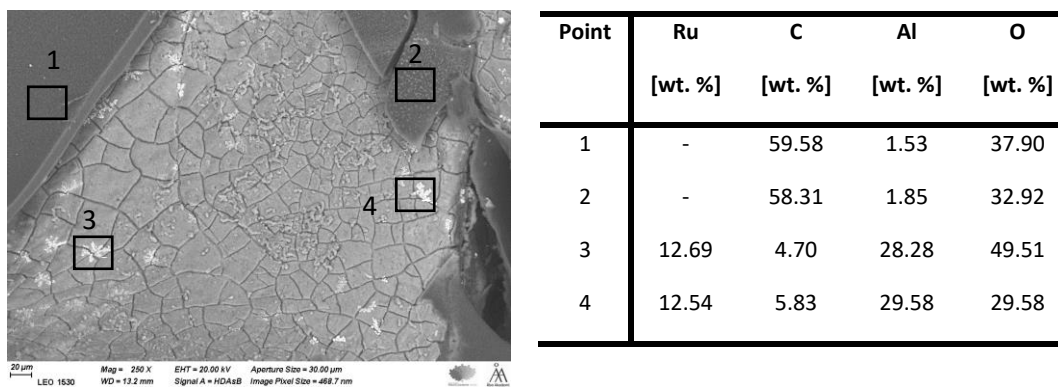 1
2
3
4
20 µm
LEO 1530
Mag = 250 X
WD = 13.2 mm
EHT = 20.00 kV
Signal A = HDAsB
Aperture Size = 30.00 µm
Image Pixel Size = 468.7 nm
Point Ru C Al O
[wt. %] [wt. %] [wt. %] [wt. %]
1 - 59.58 1.53 37.90
2 - 58.31 1.85 32.92
3 12.69 4.70 28.28 49.51
4 12.54 5.83 29.58 29.58